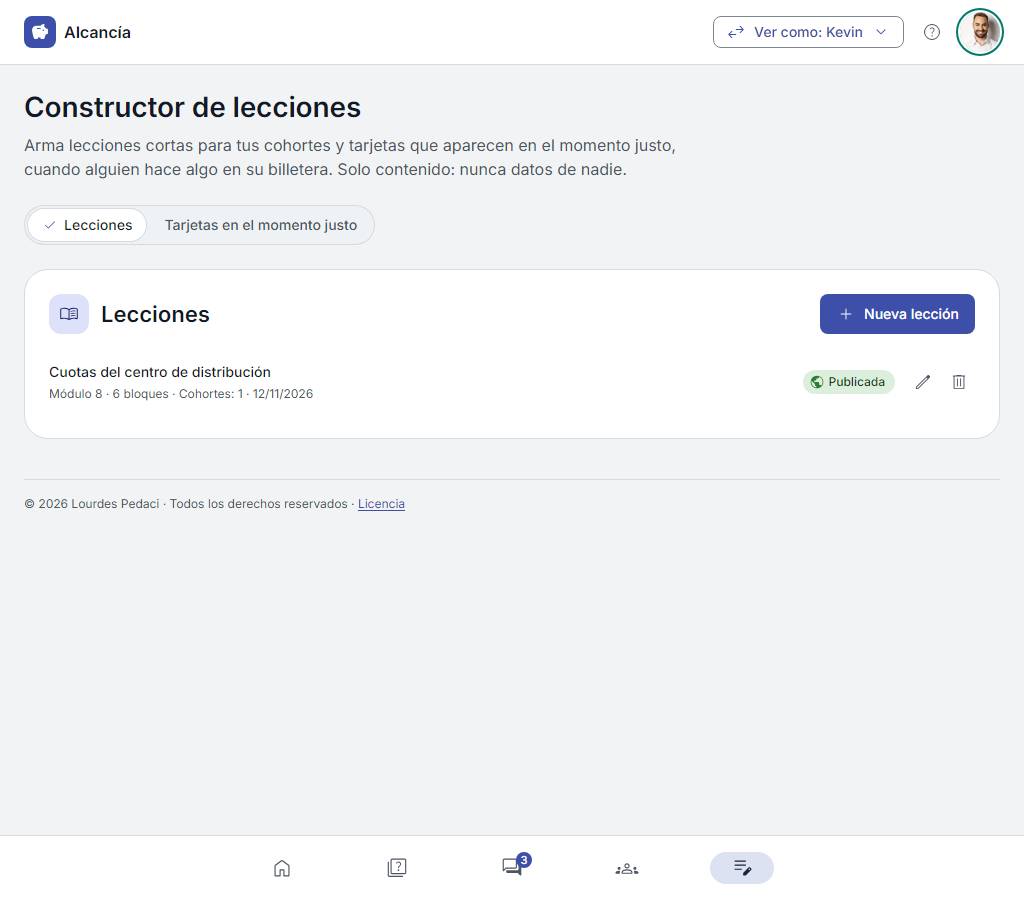 Alcancía
Ver como: Kevin
Constructor de lecciones
Arma lecciones cortas para tus cohortes y tarjetas que aparecen en el momento justo,
cuando alguien hace algo en su billetera. Solo contenido: nunca datos de nadie.
Lecciones
Tarjetas en el momento justo
Lecciones
Nueva lección
Cuotas del centro de distribución
Módulo 8 · 6 bloques · Cohortes: 1 · 12/11/2026
Publicada
© 2026 Lourdes Pedaci · Todos los derechos reservados · Licencia
3